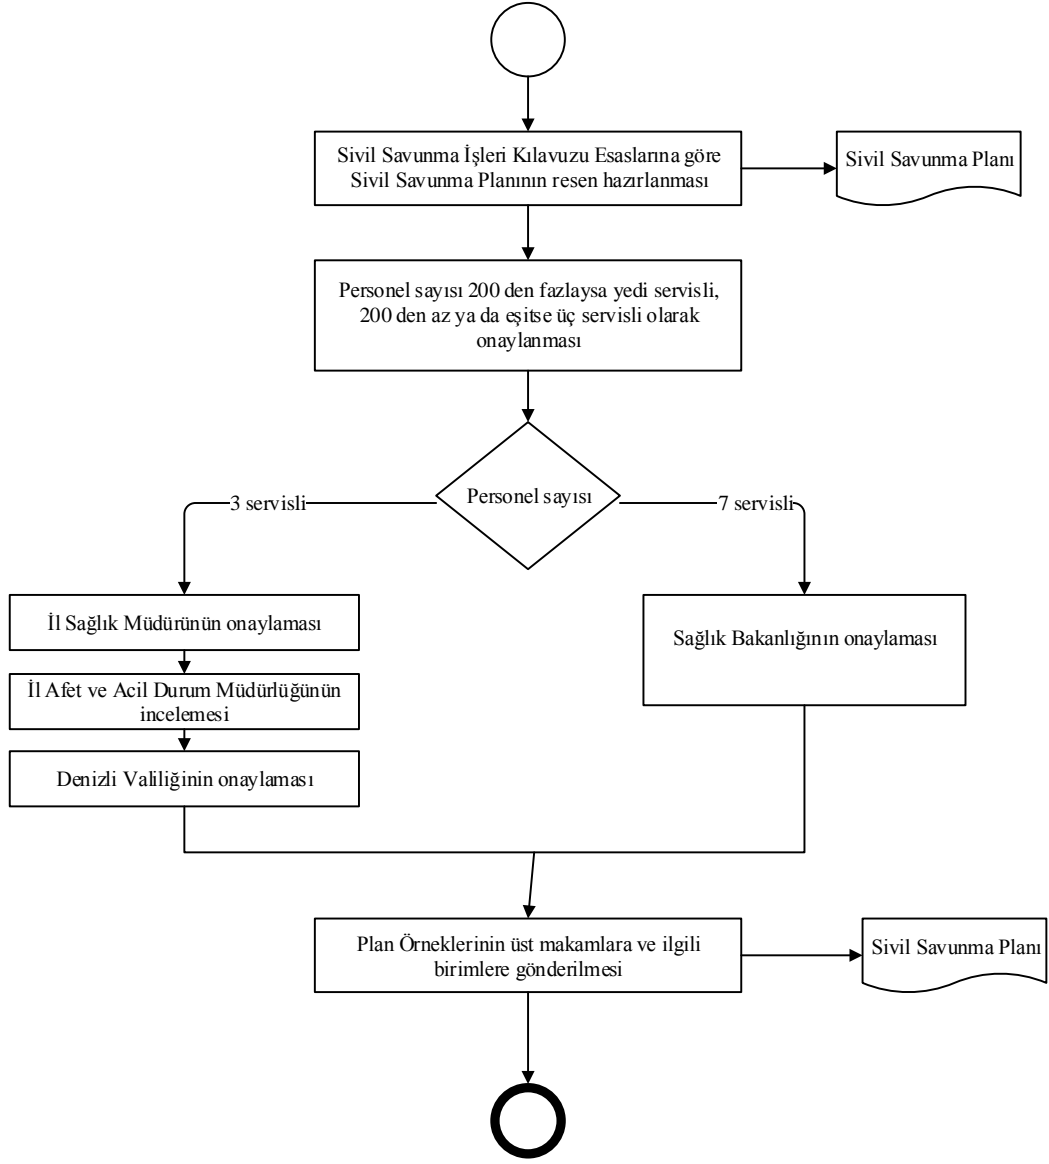 Sivil Savunma İşleri Kılavuzu Esaslarına göre
Sivil Savunma Planının resen hazırlanması
Sivil Savunma Planı
Personel sayısı 200 den fazlaysa yedi servisli,
200 den az ya da eşitse üç servisli olarak
onaylanması
Personel sayısı
3 servisli
7 servisli
İl Sağlık Müdürünün onaylaması
Sağlık Bakanlığının onaylaması
İl Afet ve Acil Durum Müdürlüğünün
incelemesi
Denizli Valiliğinin onaylaması
Plan Örneklerinin üst makamlara ve ilgili
birimlere gönderilmesi
Sivil Savunma Planı